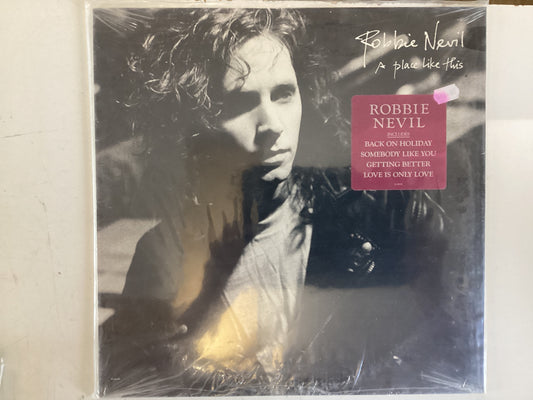 Robbie Nevil
A place like this
ROBBIE
NEVIL
INCLUDES
BACK ON HOLIDAY
SOMEBODY LIKE YOU
GETTING BETTER
LOVE IS ONLY LOVE